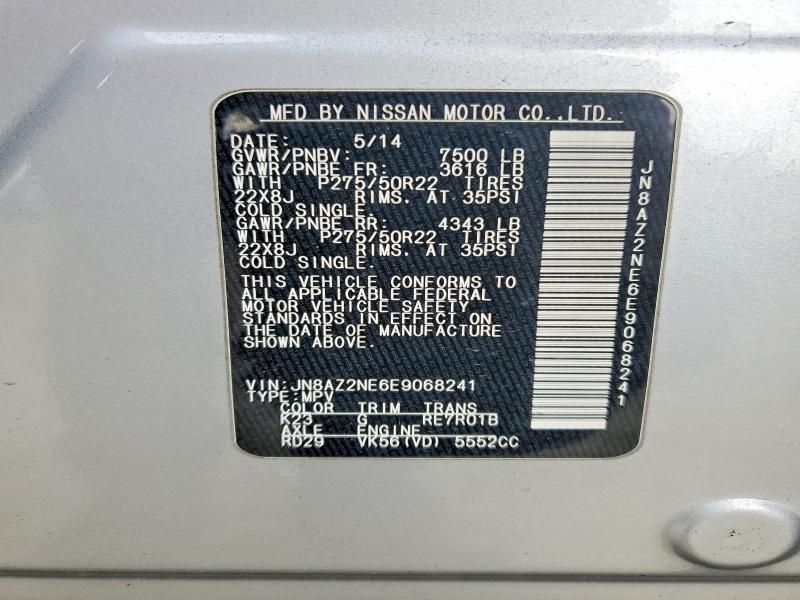 MFD BY NISSAN MOTOR CO.,LTD.
DATE: 5/14
GVWR/PNBV: 7500 LB
GAWR/PNBE FR: 3616 LB
WITH P275/50R22 TIRES
22X8J RIMS. AT 35PSI
COLD SINGLE.
GAWR/PNBE RR: 4343 LB
WITH P275/50R22 TIRES
22X8J RIMS. AT 35PSI
COLD SINGLE.
THIS VEHICLE CONFORMS TO
ALL APPLICABLE FEDERAL
MOTOR VEHICLE SAFETY
STANDARDS IN EFFECT ON
THE DATE OF MANUFACTURE
SHOWN ABOVE.
VIN:JN8AZ2NE6E9068241
TYPE:MPV
COLOR TRIM TRANS
K23 G RE7R01B
AXLE ENGINE
RD29 VK56(VD) 5552CC
JN8AZ2NE6E9068241